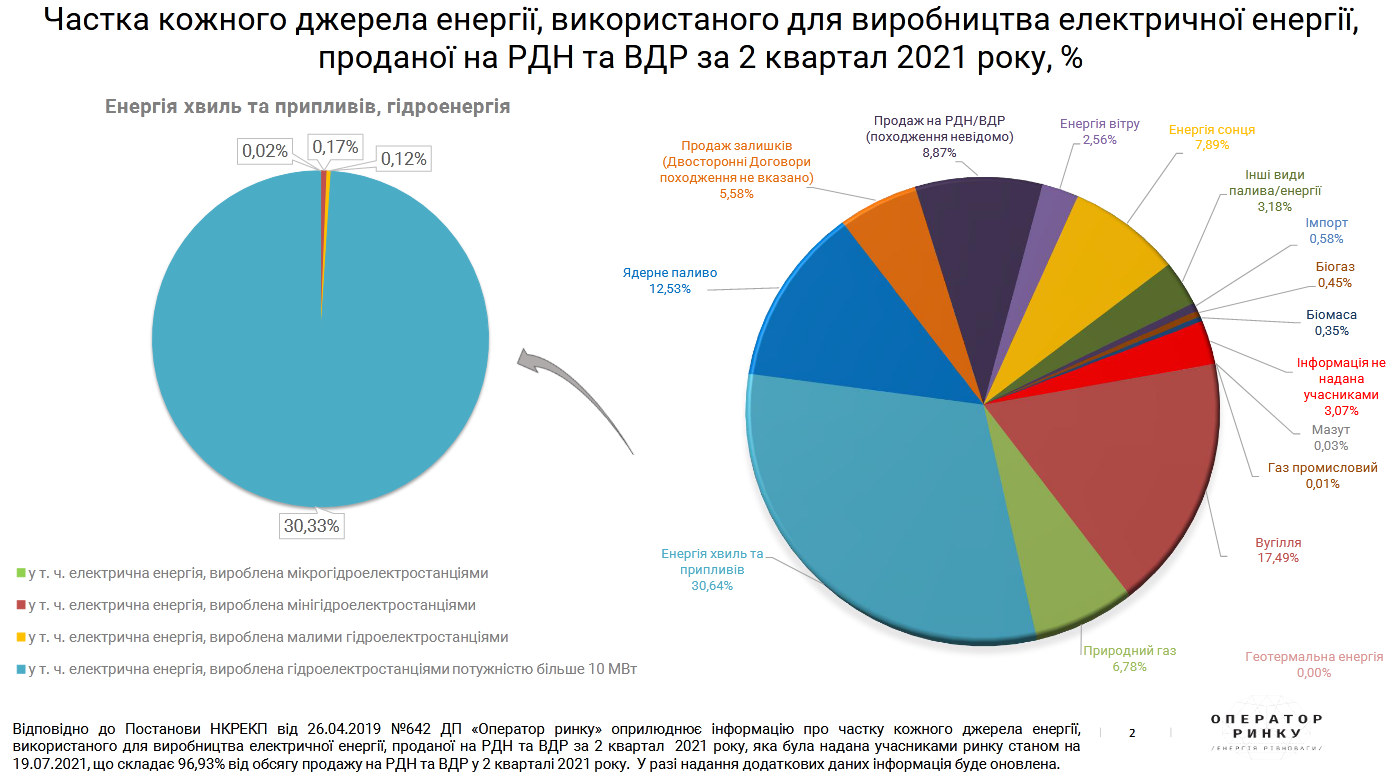 Частка кожного джерела енергії, використаного для виробництва електричної енергії,
проданої на РДН та ВДР за 2 квартал 2021 року, %
Енергія хвиль та припливів, гідроенергія
0,02%
0,17%
0,12%
30,33%
у т. ч. електрична енергія, вироблена мікрогідроелектростанціями
у т. ч. електрична енергія, вироблена мінігідроелектростанціями
у т. ч. електрична енергія, вироблена малими гідроелектростанціями
у т. ч. електрична енергія, вироблена гідроелектростанціями потужністю більше 10 МВт
Продаж на РДН/ВДР
(походження невідомо)
8,87%
Енергія вітру
2,56%
Енергія сонця
7,89%
Інші види
палива/енергії
3,18%
Імпорт
0,58%
Біогаз
0,45%
Біомаса
0,35%
Інформація не
надана
учасниками
3,07%
Мазут
0,03%
Газ промисловий
0,01%
Вугілля
17,49%
Геотермальна енергія
0,00%
Природний газ
6,78%
Енергія хвиль та
припливів
30,64%
Ядерне паливо
12,53%
Продаж залишків
(Двосторонні Договори
походження не вказано)
5,58%
Відповідно до Постанови НКРЕКП від 26.04.2019 №642 ДП «Оператор ринку» оприлюднює інформацію про частку кожного джерела енергії,
використаного для виробництва електричної енергії, проданої на РДН та ВДР за 2 квартал 2021 року, яка була надана учасниками ринку станом на
19.07.2021, що складає 96,93% від обсягу продажу на РДН та ВДР у 2 кварталі 2021 року. У разі надання додаткових даних інформація буде оновлена.
2
ОПЕРАТОР
РИНКУ
/ЕНЕРГІЯ РІВНОВАГИ/